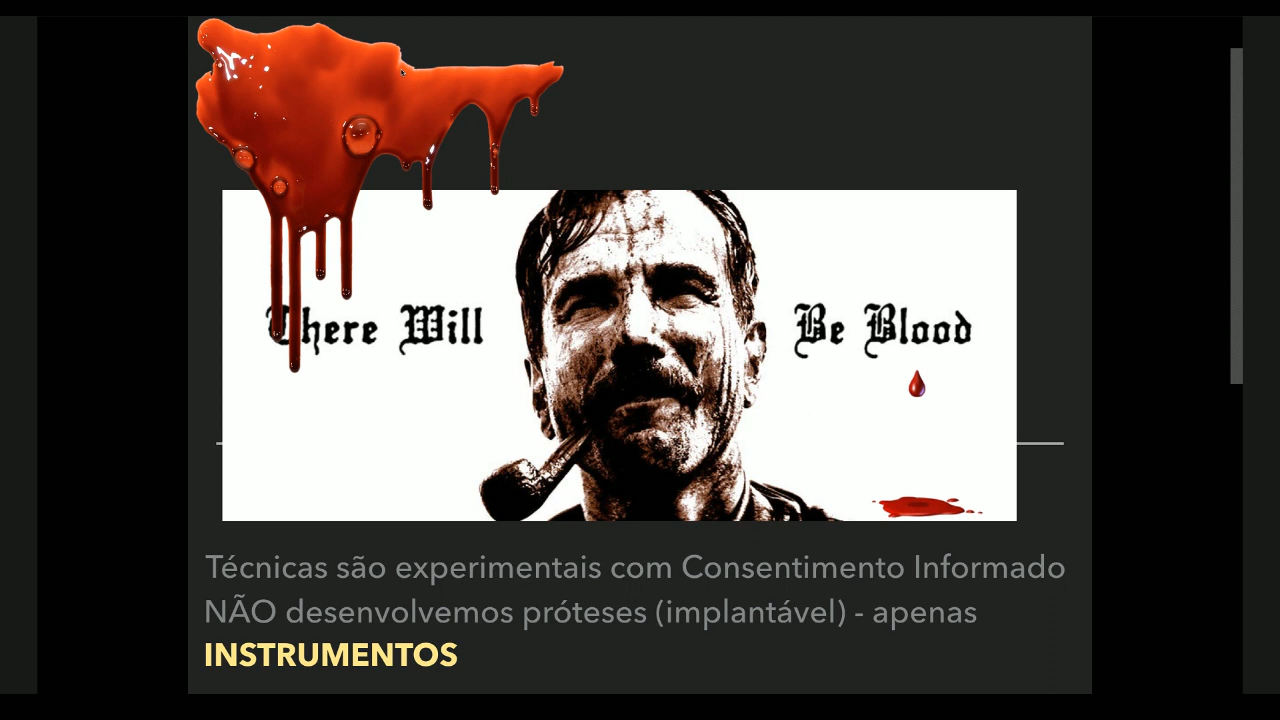 There Will Be Blood
Técnicas são experimentais com Consentimento Informado
NÃO desenvolvemos próteses (implantável) - apenas
INSTRUMENTOS